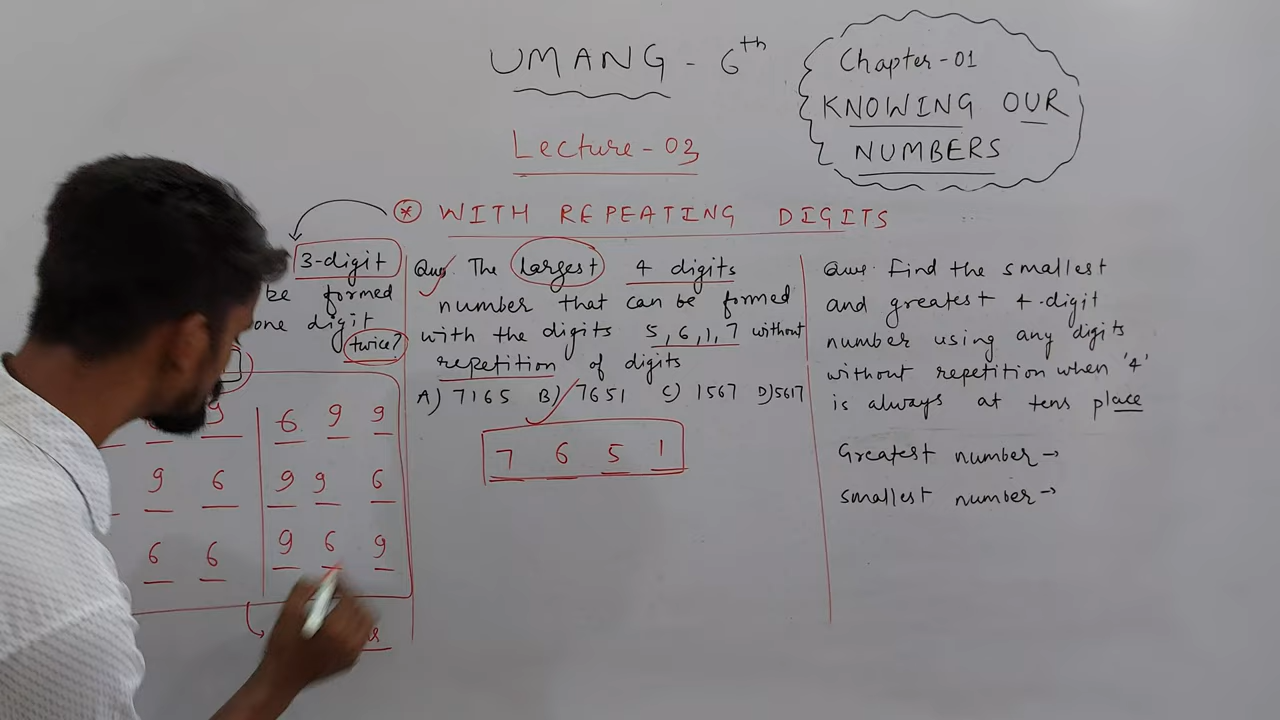 UMANG - 6th
Chapter-01
KNOWING OUR
NUMBERS
Lecture-03
* WITH REPEATING DIGITS
3-digit
be formed
one digit
twice?
9
6 9 9
9 6
9 9 6
6 6
9 6 9
Ques. The largest 4 digits
number that can be formed
with the digits 5, 6, 1, 7 without
repetition of digits
A) 7165 B) 7651 C) 1567 D) 5617
7 6 5 1
Ques. Find the smallest
and greatest 4-digit
number using any digits
without repetition when '4'
is always at tens place
Greatest number→
smallest number→